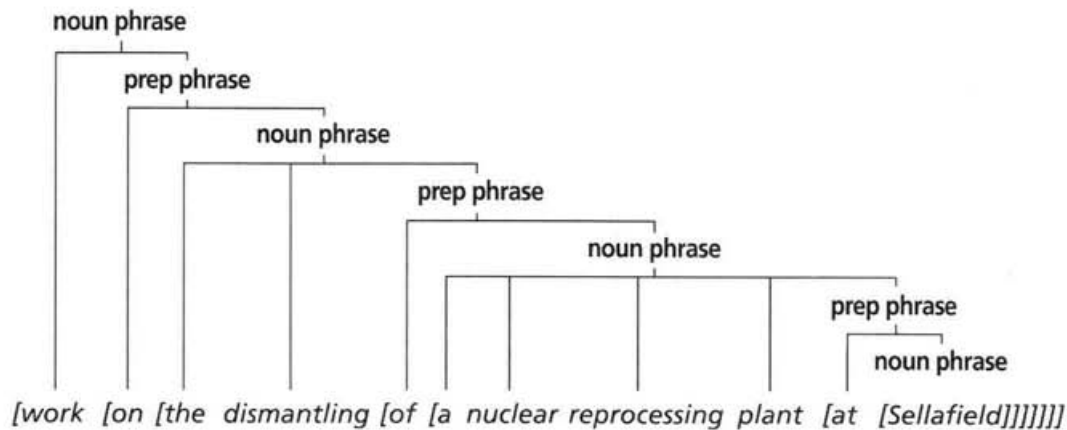 noun phrase
prep phrase
noun phrase
prep phrase
noun phrase
prep phrase
noun phrase
[work [on [the dismantling [of [a nuclear reprocessing plant [at [Sellafield]]]]]]]